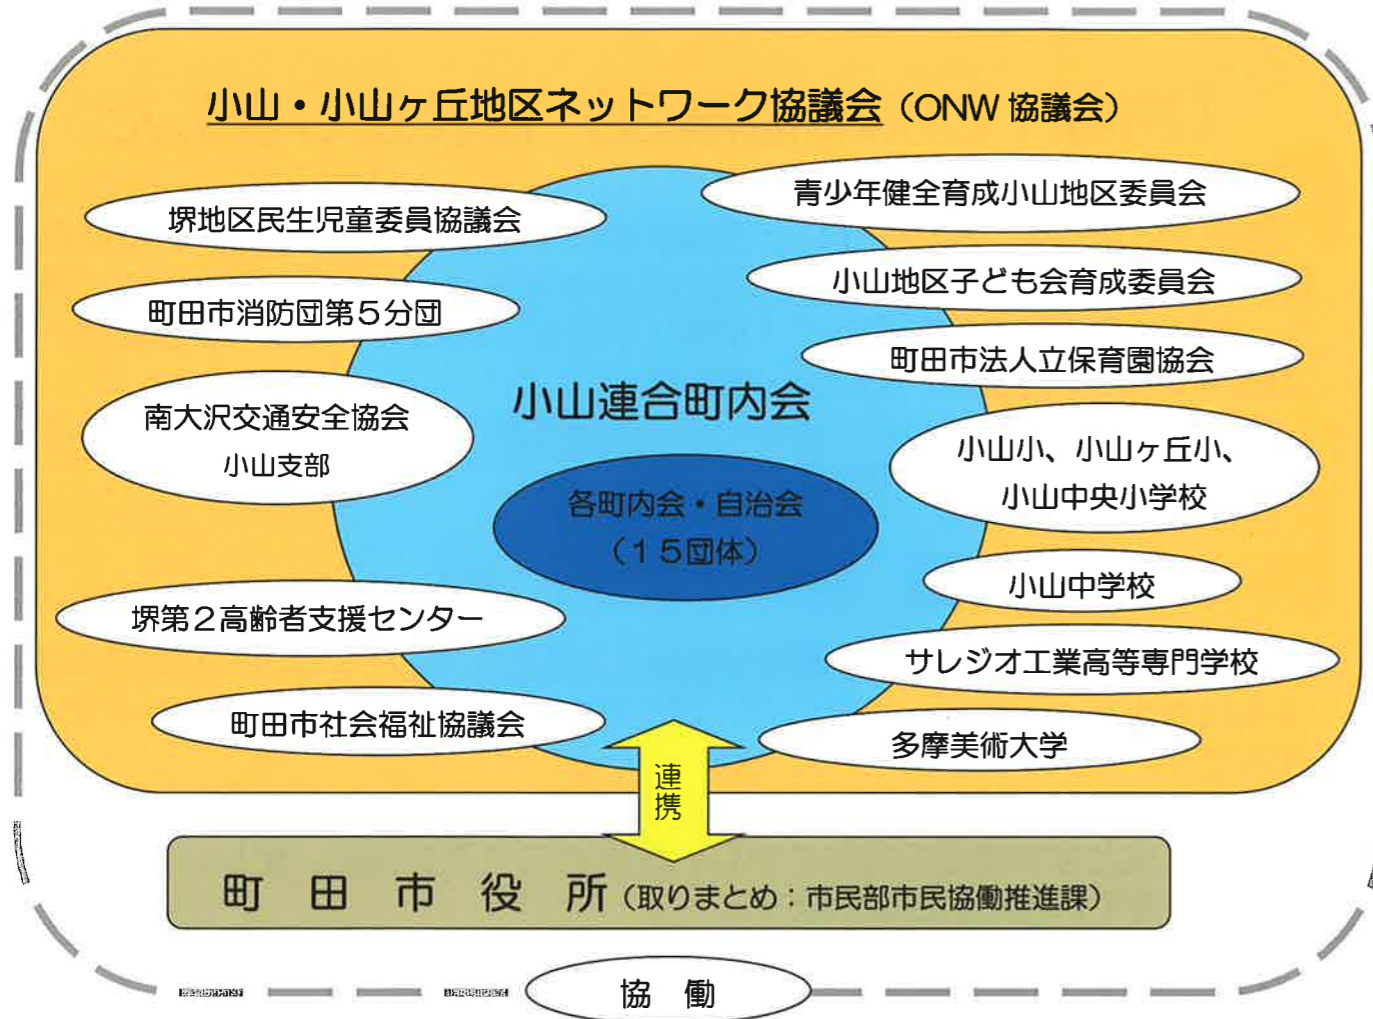 小山・小山ヶ丘地区ネットワーク協議会（ONW 協議会）
堺地区民生児童委員協議会
町田市消防団第５分団
南大沢交通安全協会
小山支部
堺第２高齢者支援センター
町田市社会福祉協議会
小山連合町内会
各町内会・自治会
（１５団体）
青少年健全育成小山地区委員会
小山地区子ども会育成委員会
町田市法人立保育園協会
小山小、小山ヶ丘小、
小山中央小学校
小山中学校
サレジオ工業高等専門学校
多摩美術大学
連携
町田市役所（取りまとめ：市民部市民協働推進課）
協働